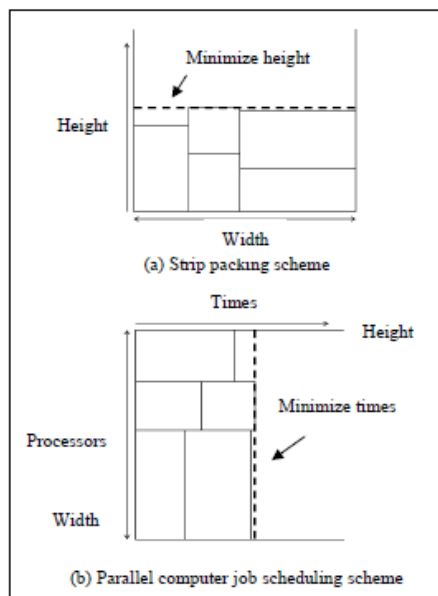 Minimize height
Height
Width
(a) Strip packing scheme
Times
Height
Minimize times
Processors
Width
(b) Parallel computer job scheduling scheme